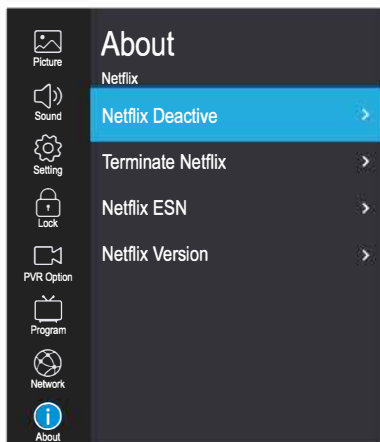 Picture
Sound
Setting
Lock
PVR Option
Program
Network
About
About
Netflix
Netflix Deactive
Terminate Netflix
Netflix ESN
Netflix Version